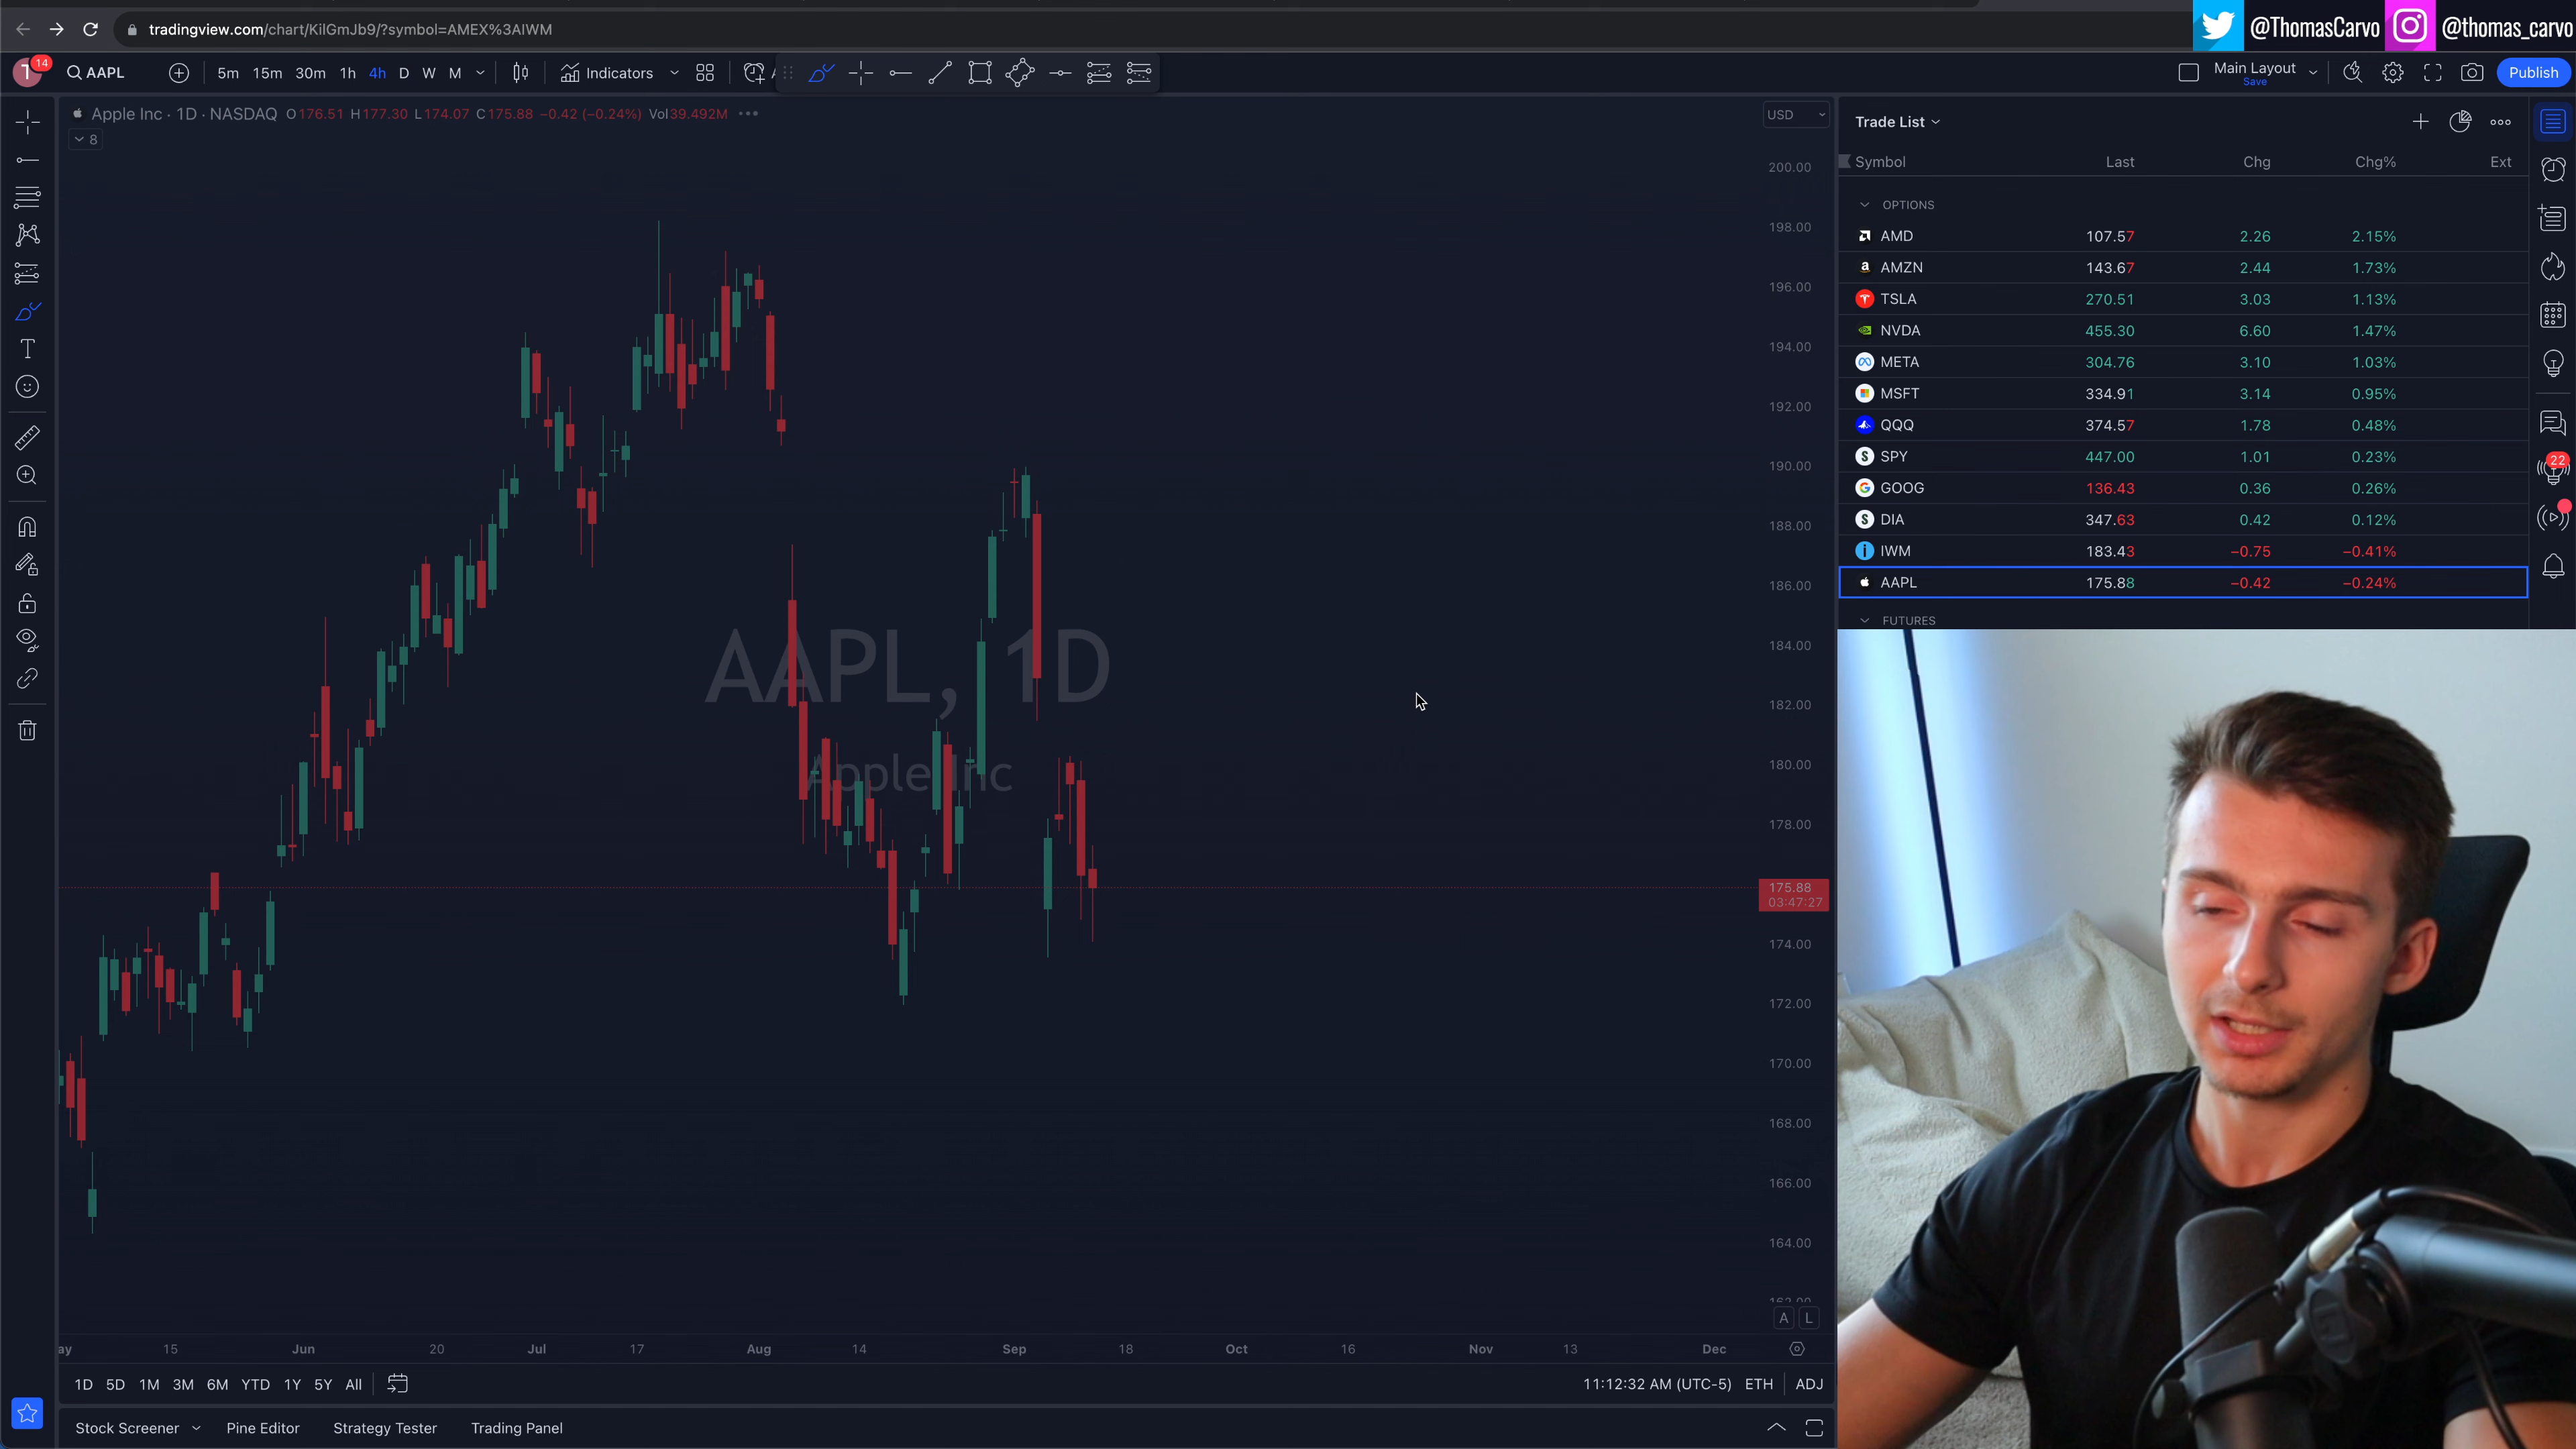 tradingview.com/chart/KilGmJb9/?symbol=AMEX%3AIWM
@ThomasCarvo @thomas_carvo
T 14 AAPL 5m 15m 30m 1h 4h D W M Indicators Main Layout Save Publish
Apple Inc · 1D · NASDAQ O176.51 H177.30 L174.07 C175.88 −0.42 (−0.24%) Vol39.492M
8
USD
200.00
198.00
196.00
194.00
192.00
190.00
188.00
186.00
184.00
182.00
180.00
178.00
175.88
03:47:27
174.00
172.00
170.00
168.00
166.00
164.00
162.00
A L
AAPL, 1D
Apple Inc
ay 15 Jun 20 Jul 17 Aug 14 Sep 18 Oct 16 Nov 13 Dec
1D 5D 1M 3M 6M YTD 1Y 5Y All 11:12:32 AM (UTC-5) ETH ADJ
Stock Screener Pine Editor Strategy Tester Trading Panel
Trade List
Symbol Last Chg Chg% Ext
OPTIONS
AMD 107.57 2.26 2.15%
AMZN 143.67 2.44 1.73%
TSLA 270.51 3.03 1.13%
NVDA 455.30 6.60 1.47%
META 304.76 3.10 1.03%
MSFT 334.91 3.14 0.95%
QQQ 374.57 1.78 0.48%
SPY 447.00 1.01 0.23%
GOOG 136.43 0.36 0.26%
DIA 347.63 0.42 0.12%
IWM 183.43 −0.75 −0.41%
AAPL 175.88 −0.42 −0.24%
FUTURES
22